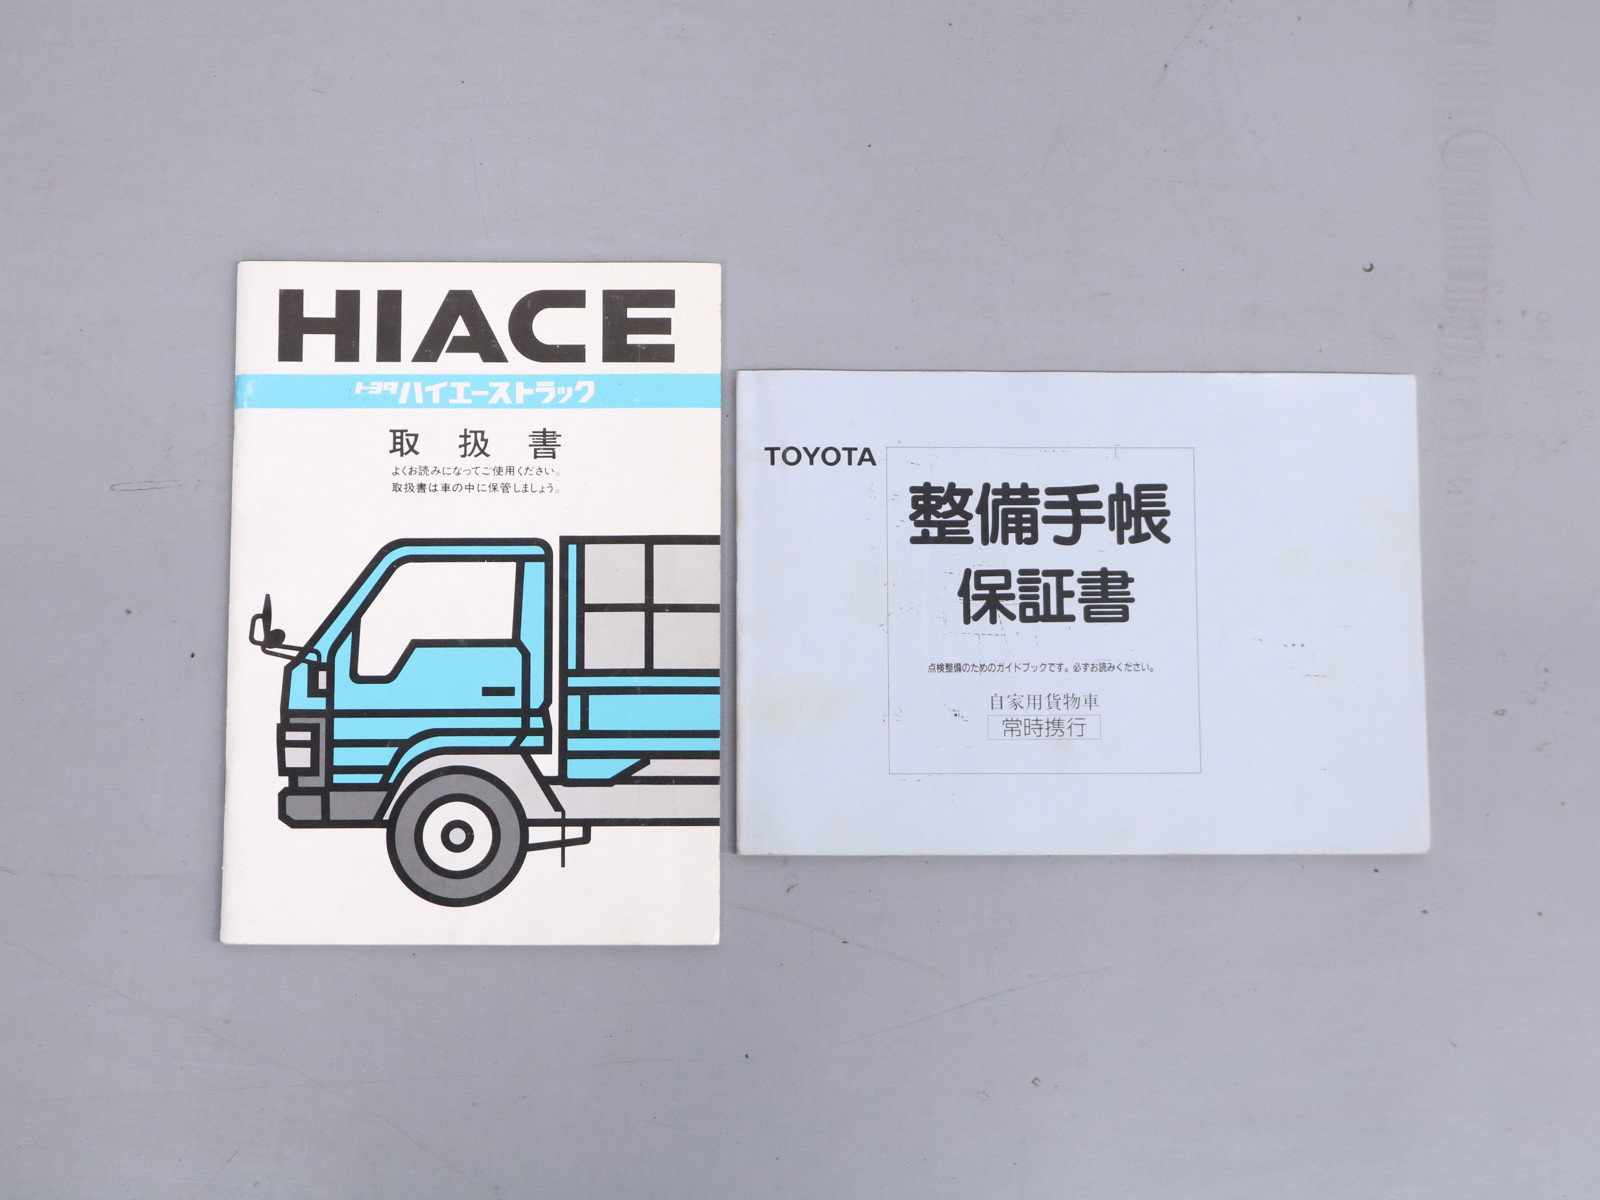 HIACE
トヨタ ハイエーストラック
取扱書
よくお読みになってご使用ください。
取扱書は車の中に保管しましょう。
TOYOTA
整備手帳
保証書
点検整備のためのガイドブックです。必ずお読みください。
自家用貨物車
常時携行